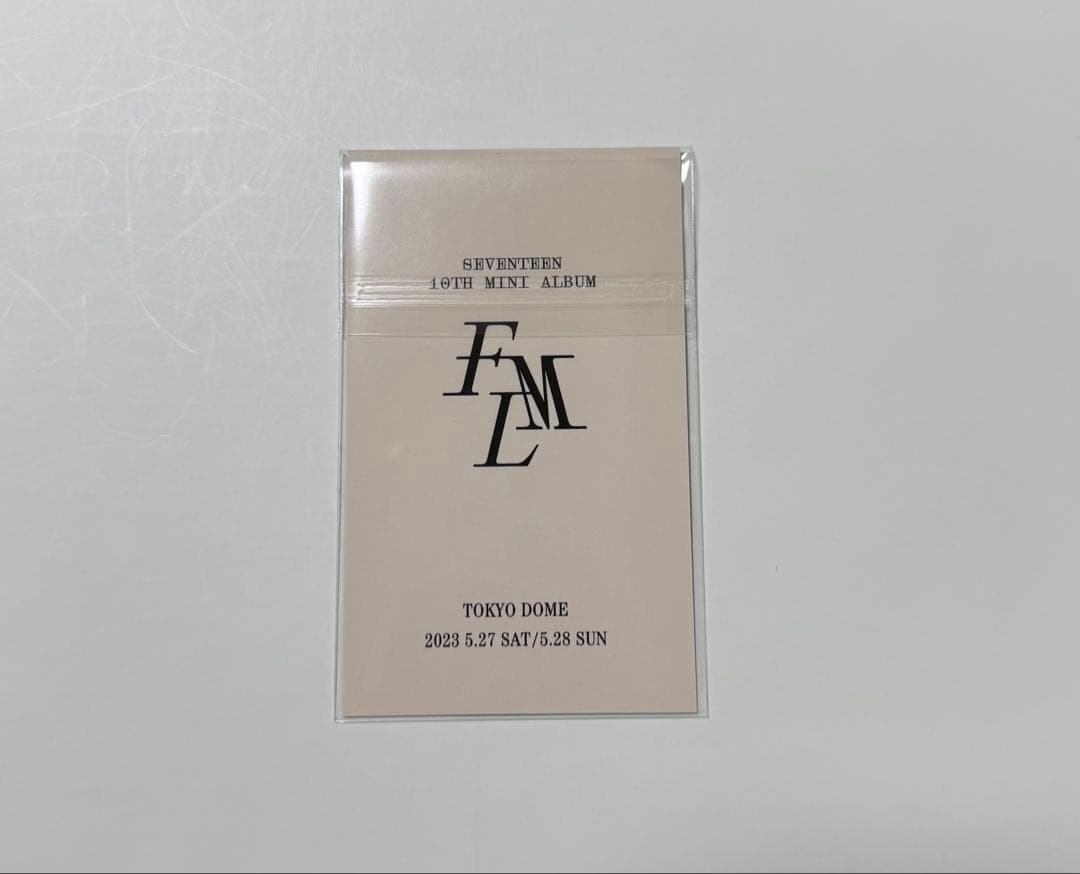 SEVENTEEN
10TH MINI ALBUM
FML
TOKYO DOME
2023 5.27 SAT/5.28 SUN